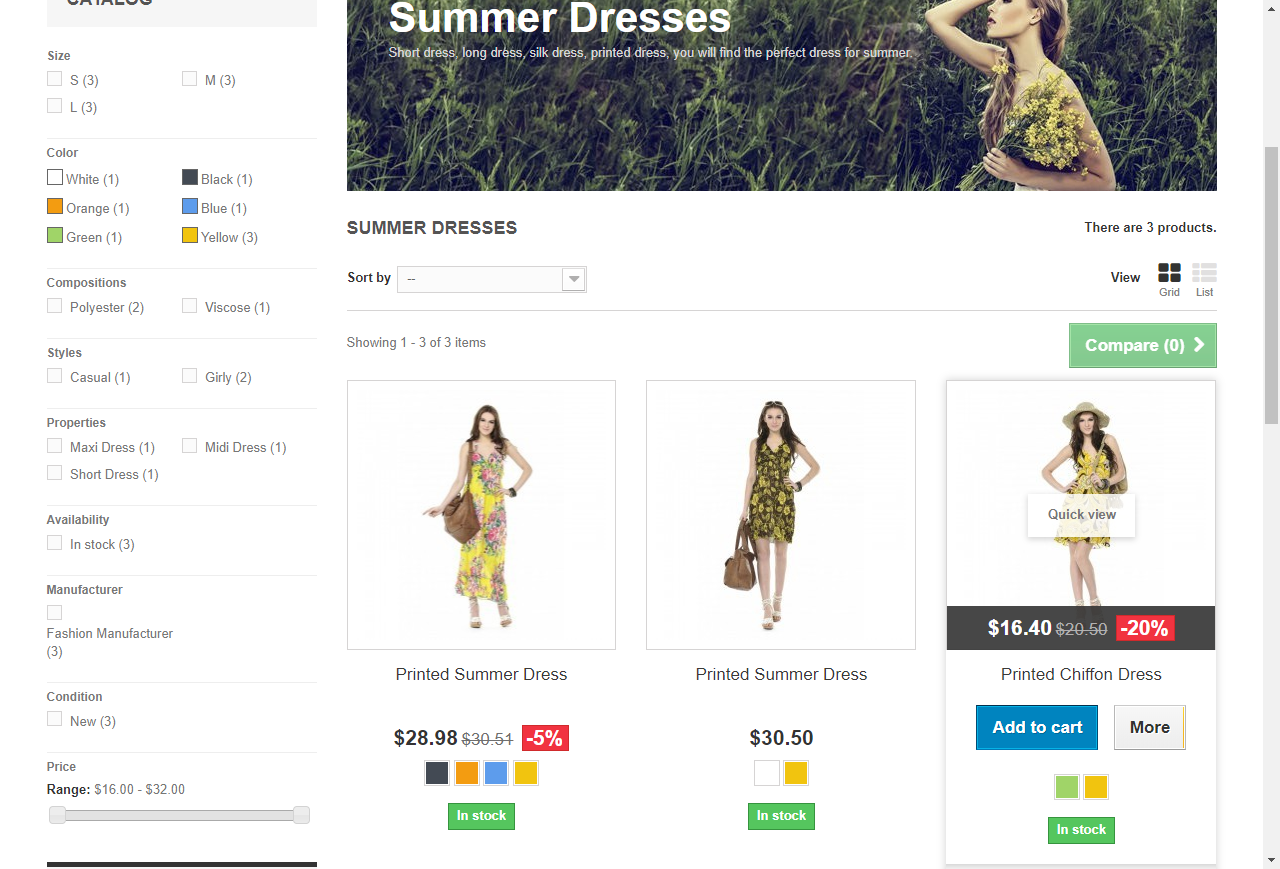 CATALOG
Size
S (3)
M (3)
L (3)
Color
White (1)
Black (1)
Orange (1)
Blue (1)
Green (1)
Yellow (3)
Compositions
Polyester (2)
Viscose (1)
Styles
Casual (1)
Girly (2)
Properties
Maxi Dress (1)
Midi Dress (1)
Short Dress (1)
Availability
In stock (3)
Manufacturer
Fashion Manufacturer
(3)
Condition
New (3)
Price
Range: $16.00 - $32.00
Summer Dresses
Short dress, long dress, silk dress, printed dress, you will find the perfect dress for summer.
SUMMER DRESSES
There are 3 products.
Sort by
--
View
Grid
List
Showing 1 - 3 of 3 items
Compare (0)
Printed Summer Dress
$28.98 $30.51 -5%
In stock
Printed Summer Dress
$30.50
In stock
Quick view
$16.40 $20.50 -20%
Printed Chiffon Dress
Add to cart
More
In stock